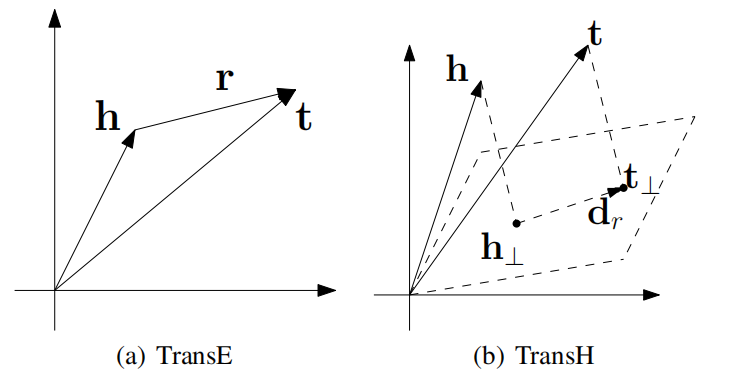 h
r
t
(a) TransE
h
t
h⊥
d_r
t⊥
(b) TransH